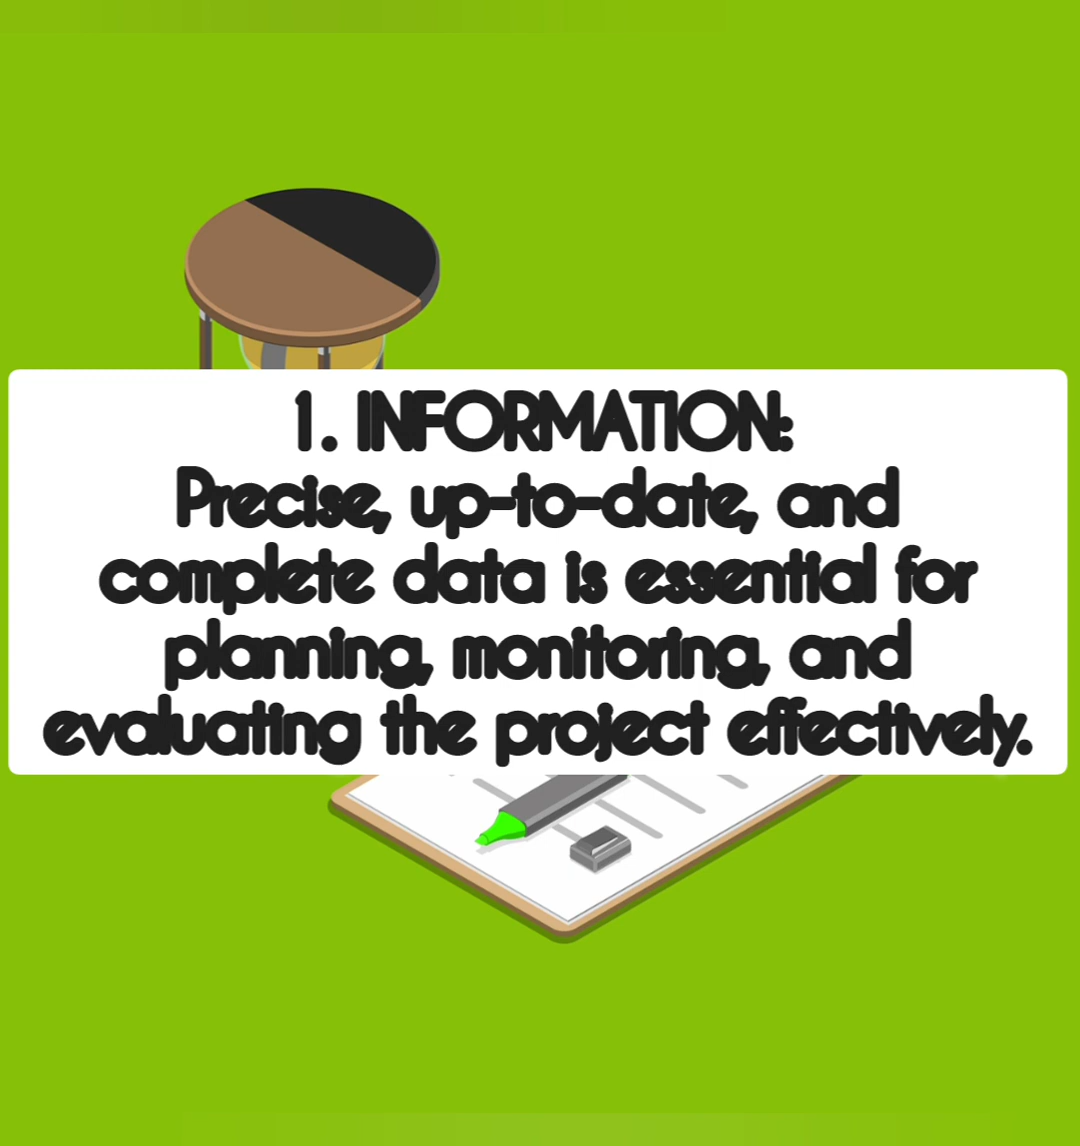 1. INFORMATION:
Precise, up-to-date, and
complete data is essential for
planning, monitoring, and
evaluating the project effectively.